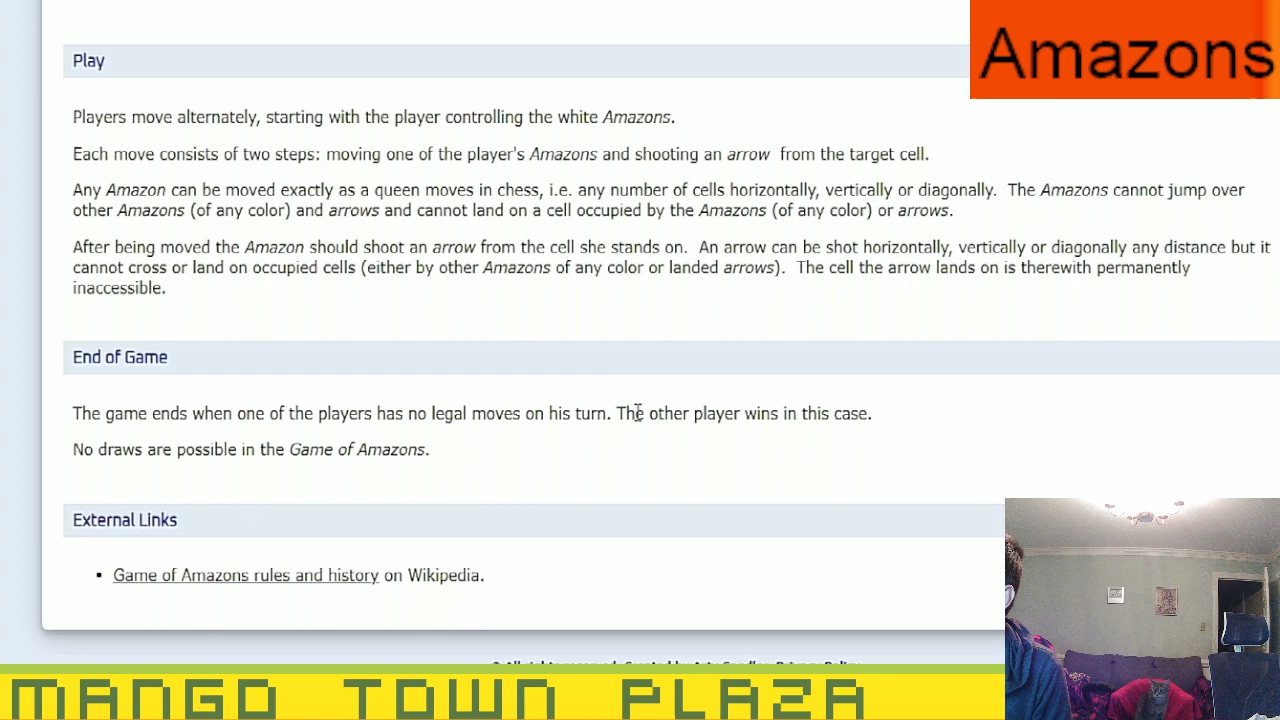 Amazons
Play
Players move alternately, starting with the player controlling the white Amazons.
Each move consists of two steps: moving one of the player's Amazons and shooting an arrow from the target cell.
Any Amazon can be moved exactly as a queen moves in chess, i.e. any number of cells horizontally, vertically or diagonally. The Amazons cannot jump over
other Amazons (of any color) and arrows and cannot land on a cell occupied by the Amazons (of any color) or arrows.
After being moved the Amazon should shoot an arrow from the cell she stands on. An arrow can be shot horizontally, vertically or diagonally any distance but it
cannot cross or land on occupied cells (either by other Amazons of any color or landed arrows). The cell the arrow lands on is therewith permanently
inaccessible.
End of Game
The game ends when one of the players has no legal moves on his turn. The other player wins in this case.
No draws are possible in the Game of Amazons.
External Links
▪ Game of Amazons rules and history on Wikipedia.
MANGO TOWN PLAZA